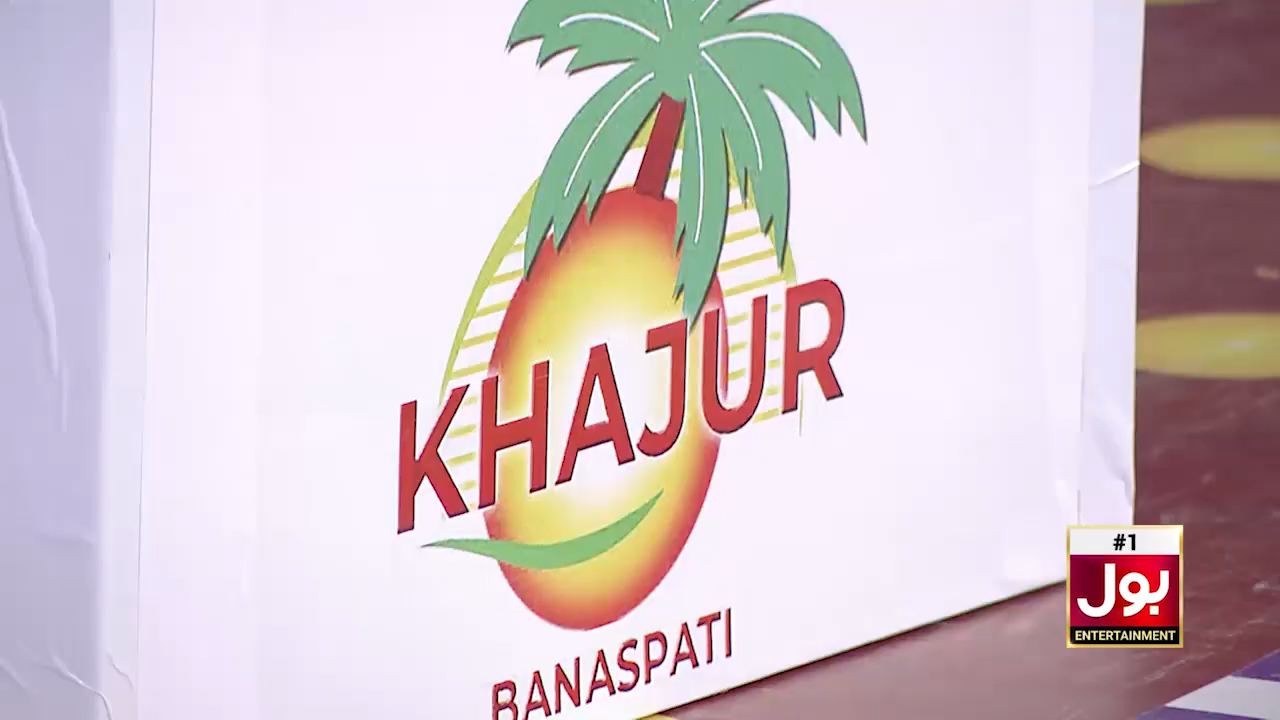 KHAJUR
BANASPATI
#1
بول
ENTERTAINMENT